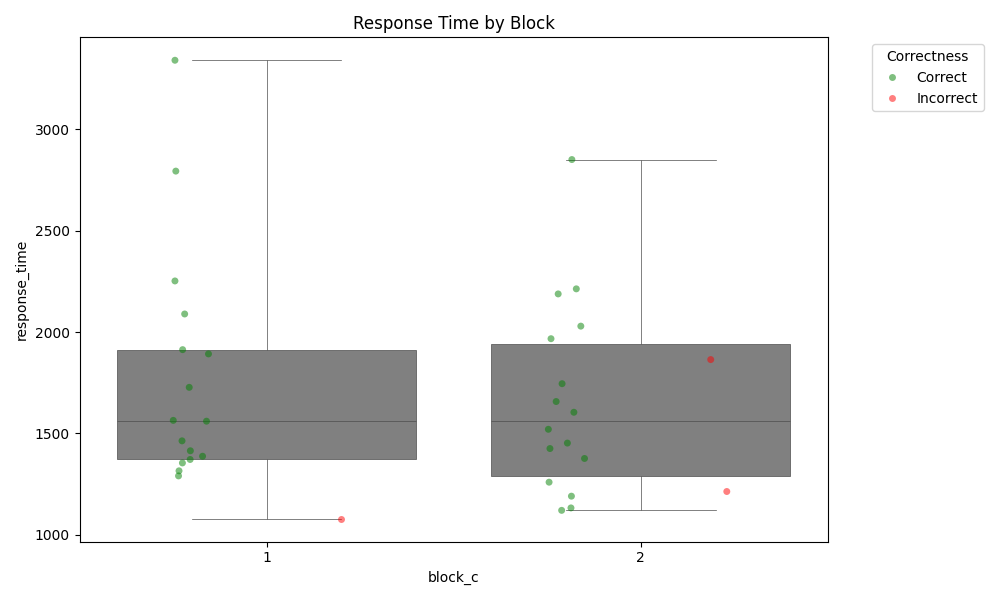 Response Time by Block
Correctness
Correct
Incorrect
response_time
3000
2500
2000
1500
1000
1
2
block_c